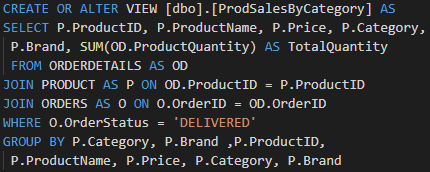 CREATE OR ALTER VIEW [dbo].[ProdSalesByCategory] AS
SELECT P.ProductID, P.ProductName, P.Price, P.Category,
P.Brand, SUM(OD.ProductQuantity) AS TotalQuantity
FROM ORDERDETAILS AS OD
JOIN PRODUCT AS P ON OD.ProductID = P.ProductID
JOIN ORDERS AS O ON O.OrderID = OD.OrderID
WHERE O.OrderStatus = 'DELIVERED'
GROUP BY P.Category, P.Brand ,P.ProductID,
P.ProductName, P.Price, P.Category, P.Brand